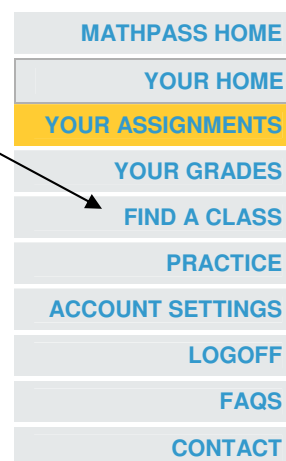 MATHPASS HOME
YOUR HOME
YOUR ASSIGNMENTS
YOUR GRADES
FIND A CLASS
PRACTICE
ACCOUNT SETTINGS
LOGOFF
FAQS
CONTACT